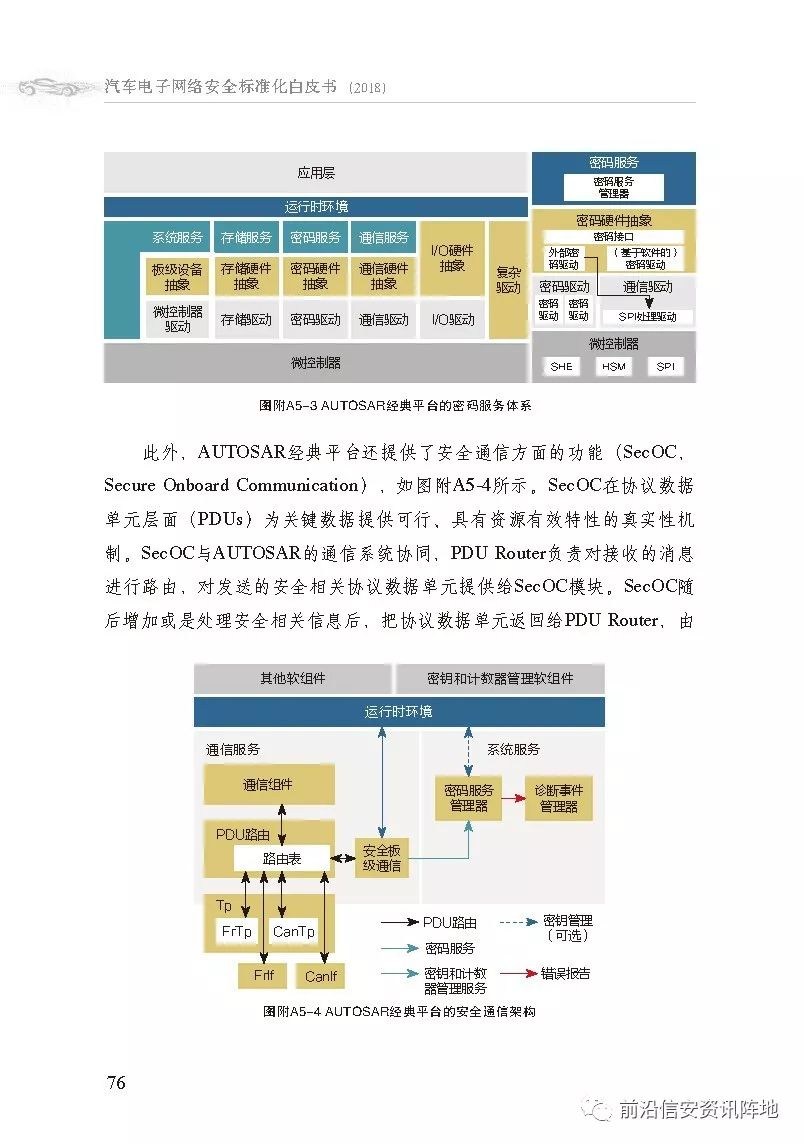 汽车电子网络安全标准化白皮书 (2018)
应用层
运行时环境
系统服务 存储服务 密码服务 通信服务
I/O硬件
抽象
复杂
驱动
板级设备
抽象
存储硬件
抽象
密码硬件
抽象
通信硬件
抽象
微控制器
驱动
存储驱动 密码驱动 通信驱动 I/O驱动
微控制器
密码服务
密码服务
管理器
密码硬件抽象
密码接口
外部密
码驱动
（基于软件的）
密码驱动
密码驱动 通信驱动
密码
驱动
密码
驱动
SPI处理驱动
微控制器
SHE HSM SPI
图附A5-3 AUTOSAR经典平台的密码服务体系
此外，AUTOSAR经典平台还提供了安全通信方面的功能（SecOC，
Secure Onboard Communication），如图附A5-4所示。SecOC在协议数据
单元层面（PDUs）为关键数据提供可行、具有资源有效特性的真实性机
制。SecOC与AUTOSAR的通信系统协同，PDU Router负责对接收的消息
进行路由，对发送的安全相关协议数据单元提供给SecOC模块。SecOC随
后增加或是处理安全相关信息后，把协议数据单元返回给PDU Router，由
其他软组件 密钥和计数器管理软组件
运行时环境
通信服务 系统服务
通信组件
密码服务
管理器
诊断事件
管理器
PDU路由
路由表
安全板
级通信
Tp
FrTp CanTp
FrIf CanIf
PDU路由
密码服务
密钥和计数
器管理服务
密钥管理
（可选）
错误报告
图附A5-4 AUTOSAR经典平台的安全通信架构
76
前沿信安资讯阵地